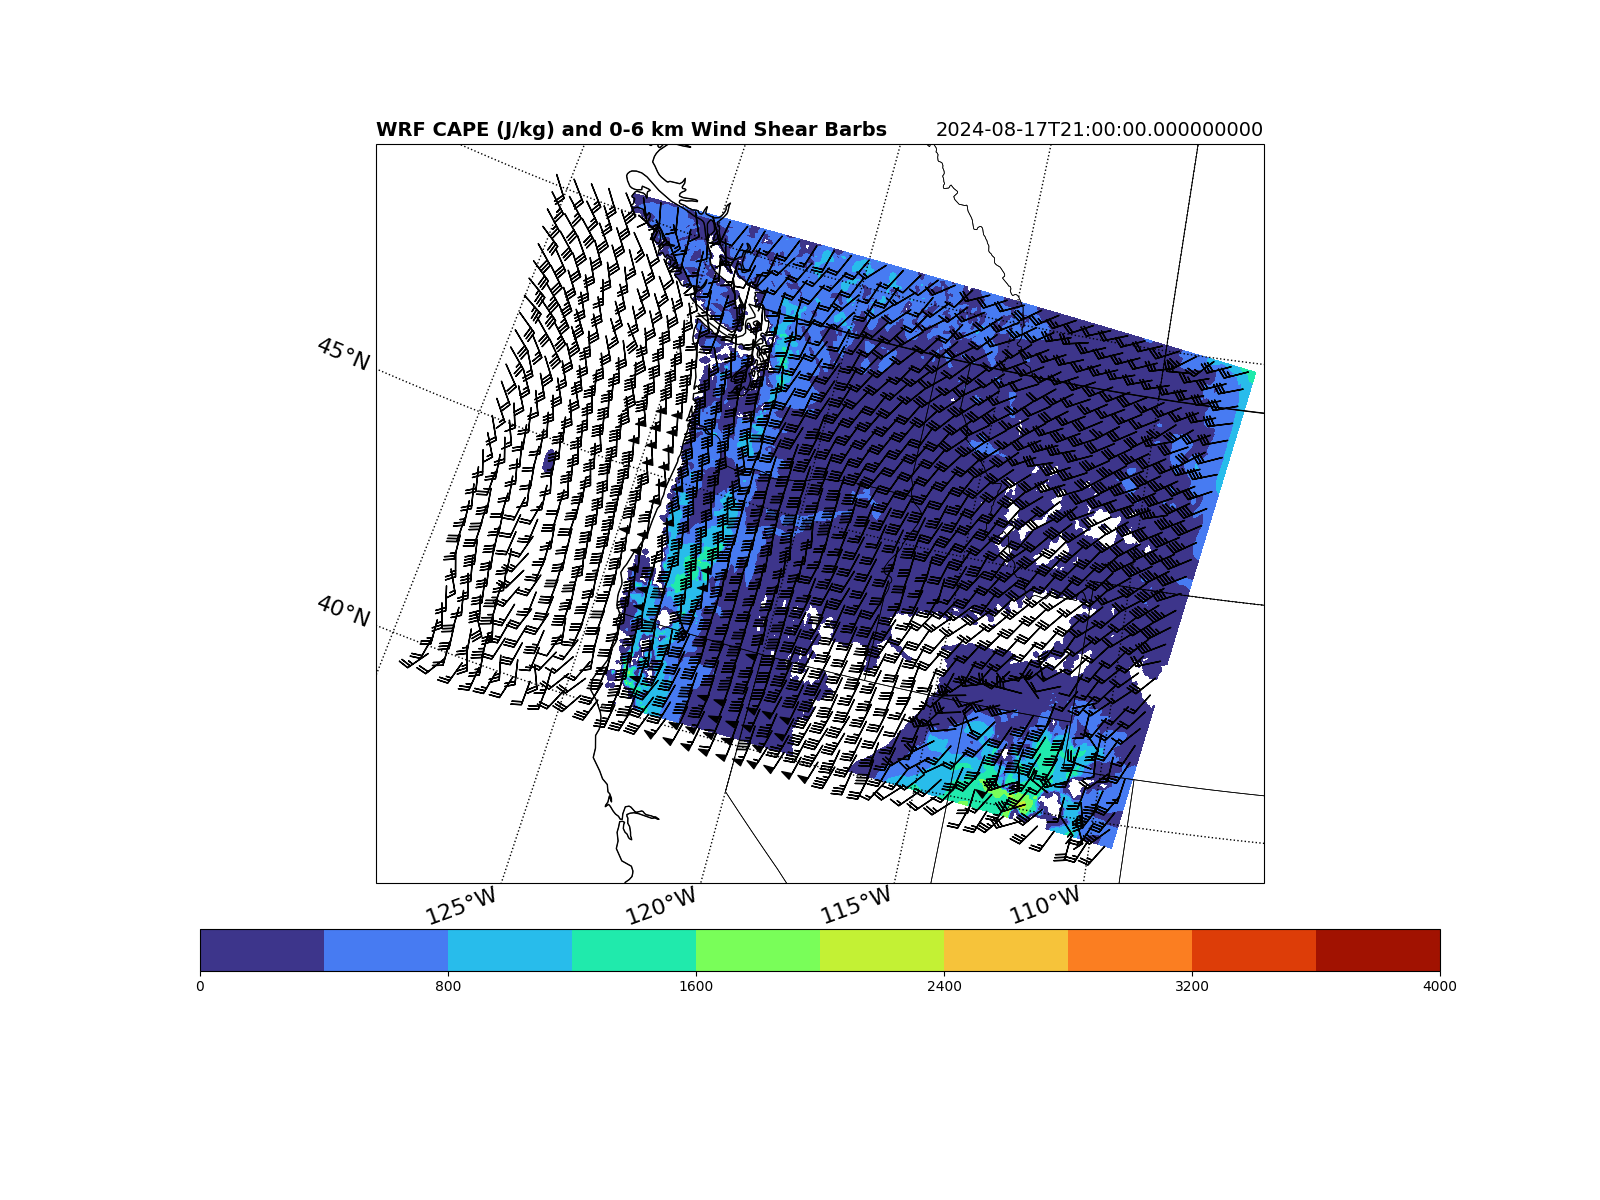 WRF CAPE (J/kg) and 0-6 km Wind Shear Barbs 2024-08-17T21:00:00.000000000
45°N
40°N
125°W 120°W 115°W 110°W
0 800 1600 2400 3200 4000